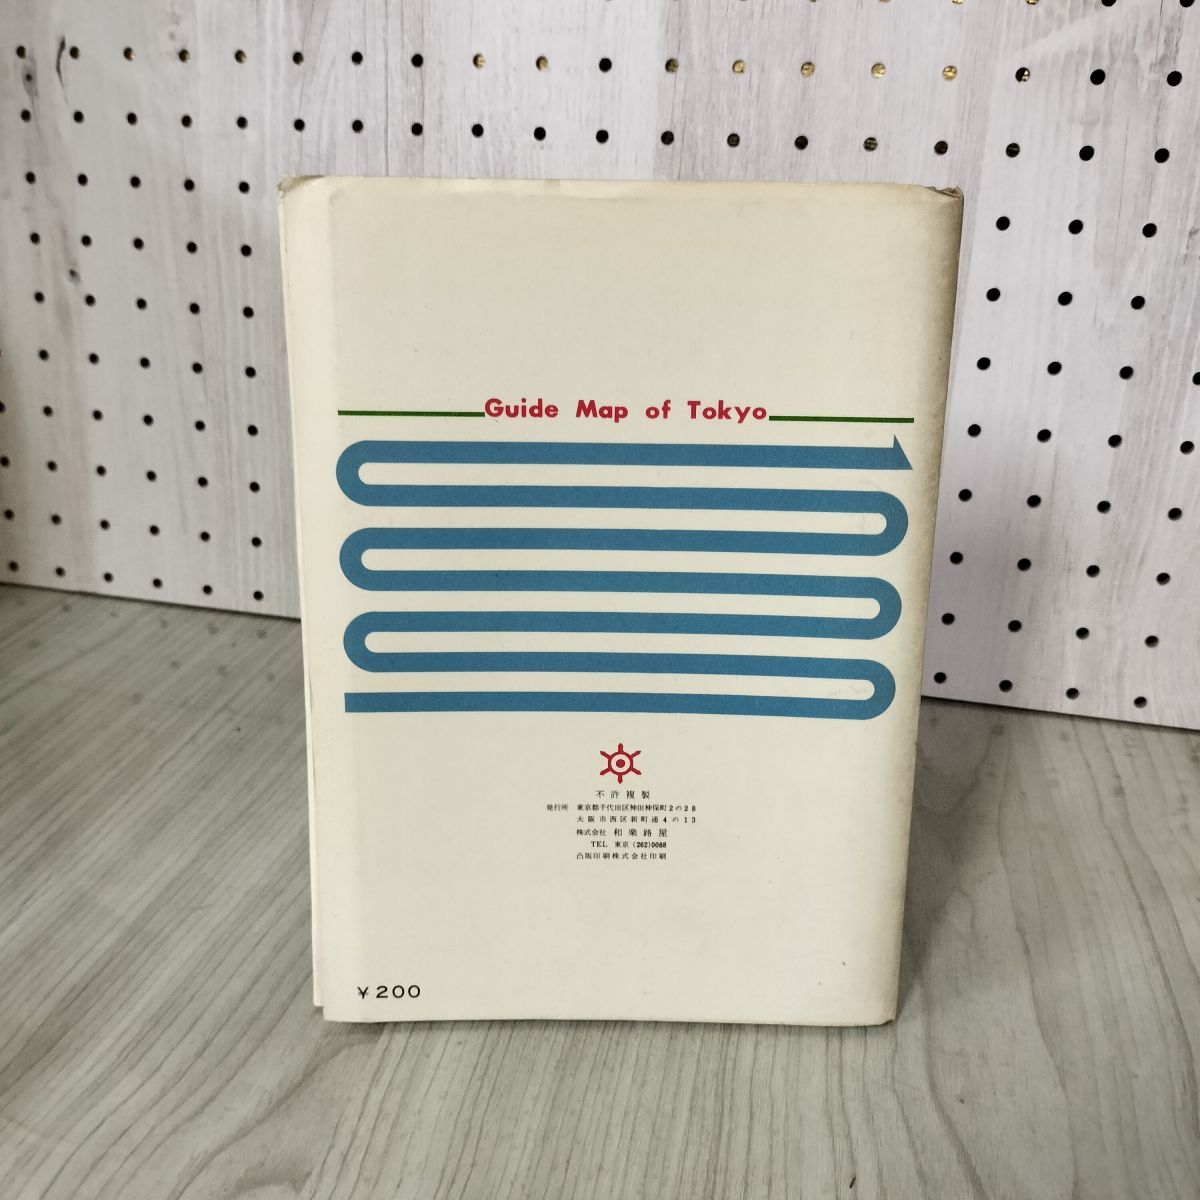 Guide Map of Tokyo
不許複製
発行所 東京都千代田区神田神保町2の28
大阪市西区新町通4の13
株式会社 和楽路屋
TEL 東京 (262)0088
凸版印刷株式会社印刷
¥200